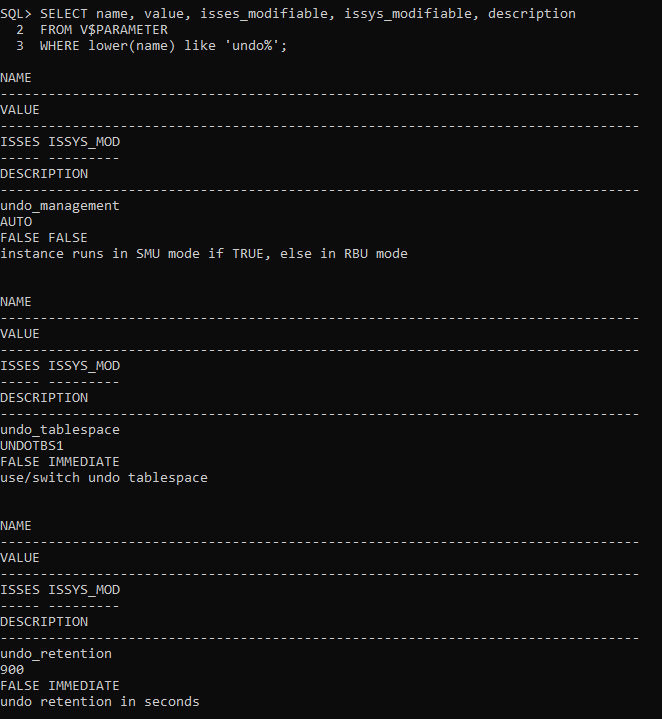 SQL> SELECT name, value, isses_modifiable, issys_modifiable, description
  2  FROM V$PARAMETER
  3  WHERE lower(name) like 'undo%';
NAME
--------------------------------------------------------------------------------
VALUE
--------------------------------------------------------------------------------
ISSES ISSYS_MOD
----- ---------
DESCRIPTION
--------------------------------------------------------------------------------
undo_management
AUTO
FALSE FALSE
instance runs in SMU mode if TRUE, else in RBU mode
NAME
--------------------------------------------------------------------------------
VALUE
--------------------------------------------------------------------------------
ISSES ISSYS_MOD
----- ---------
DESCRIPTION
--------------------------------------------------------------------------------
undo_tablespace
UNDOTBS1
FALSE IMMEDIATE
use/switch undo tablespace
NAME
--------------------------------------------------------------------------------
VALUE
--------------------------------------------------------------------------------
ISSES ISSYS_MOD
----- ---------
DESCRIPTION
--------------------------------------------------------------------------------
undo_retention
900
FALSE IMMEDIATE
undo retention in seconds